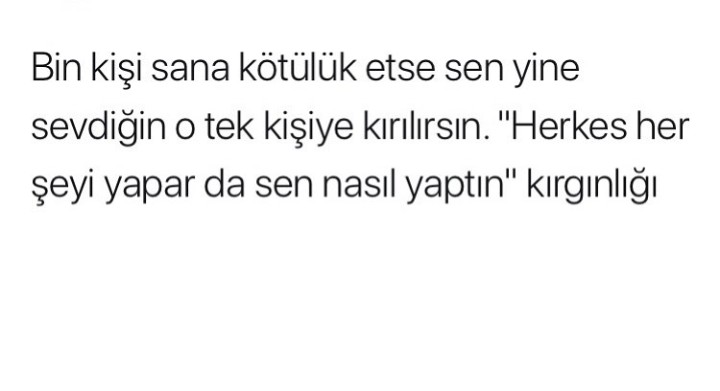 Bin kişi sana kötülük etse sen yine
sevdiğin o tek kişiye kırılırsın. "Herkes her
şeyi yapar da sen nasıl yaptın" kırgınlığı